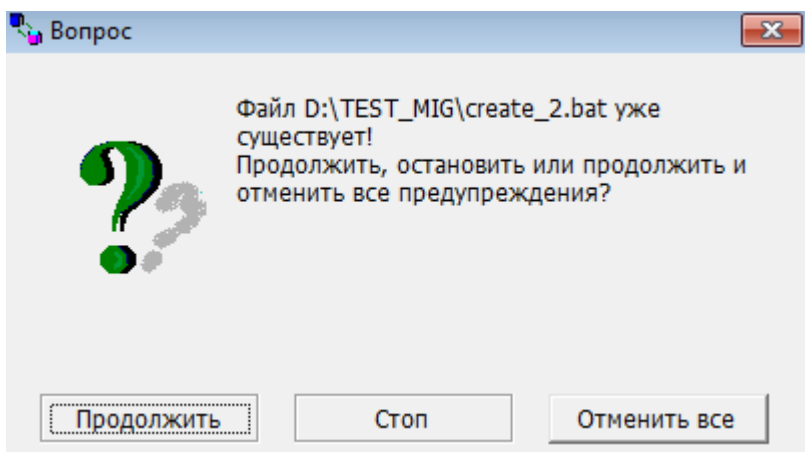 Вопрос
Файл D:\TEST_MIG\create_2.bat уже
существует!
Продолжить, остановить или продолжить и
отменить все предупреждения?
Продолжить
Стоп
Отменить все